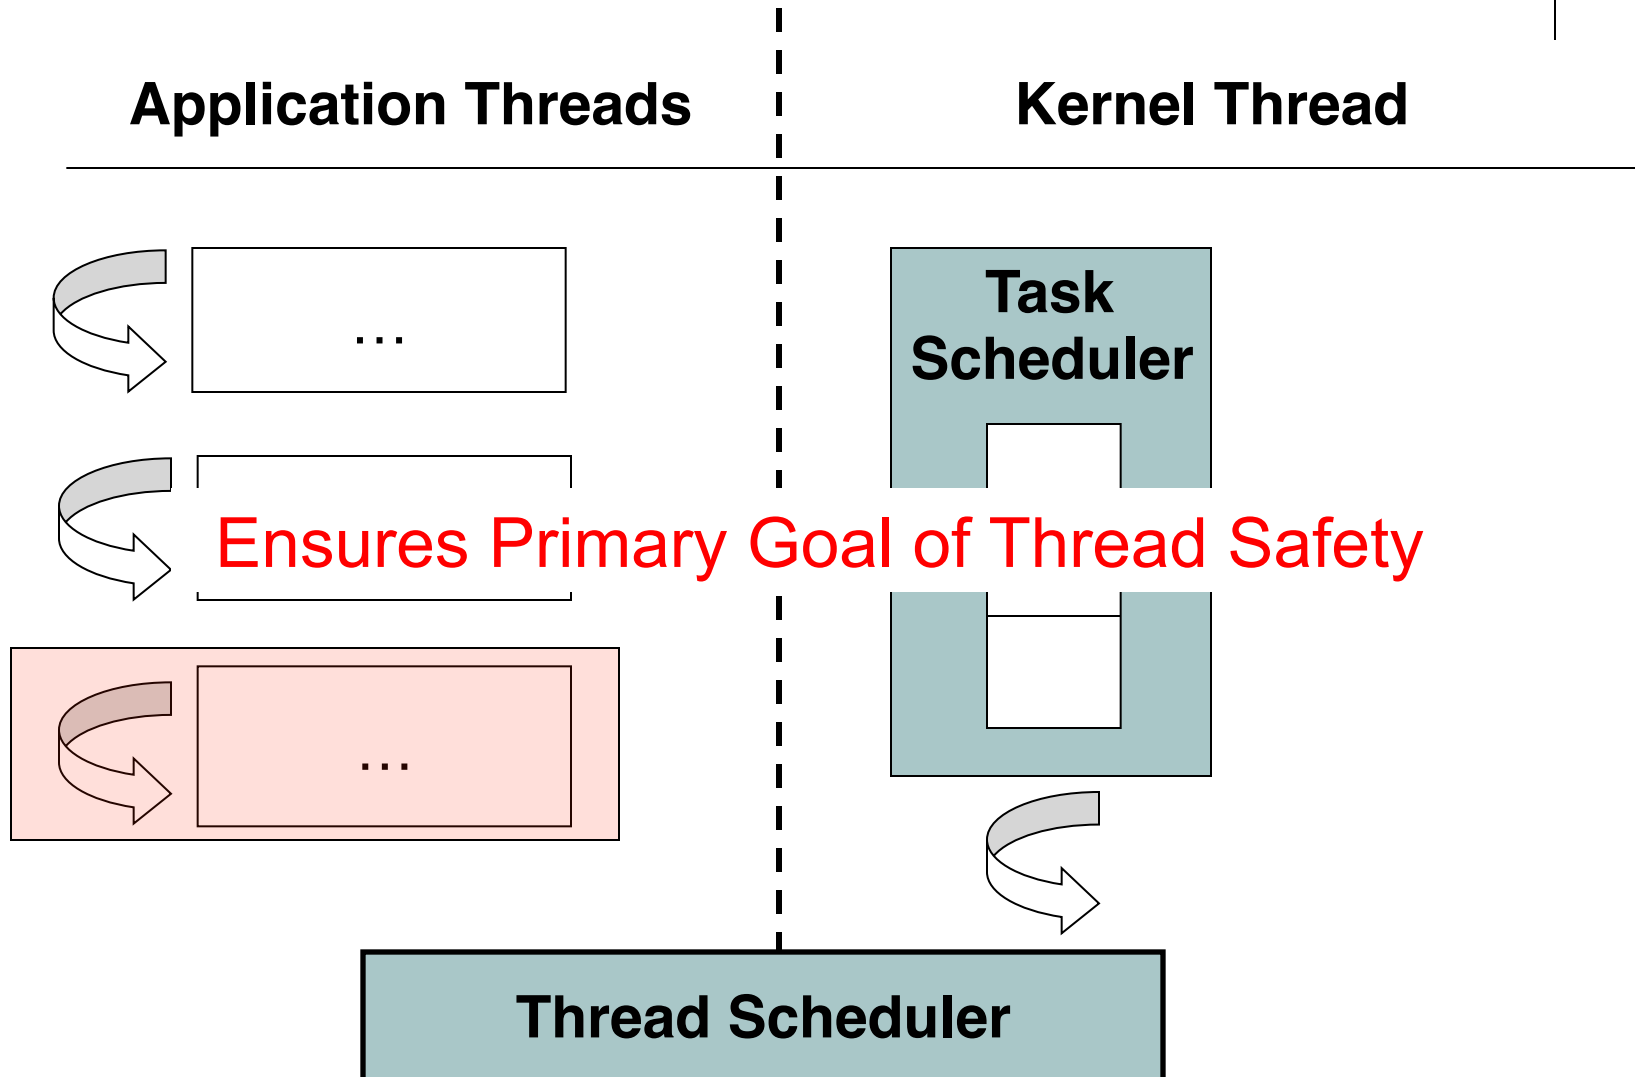 Application Threads
Kernel Thread
...
Task
Scheduler
Ensures Primary Goal of Thread Safety
...
Thread Scheduler